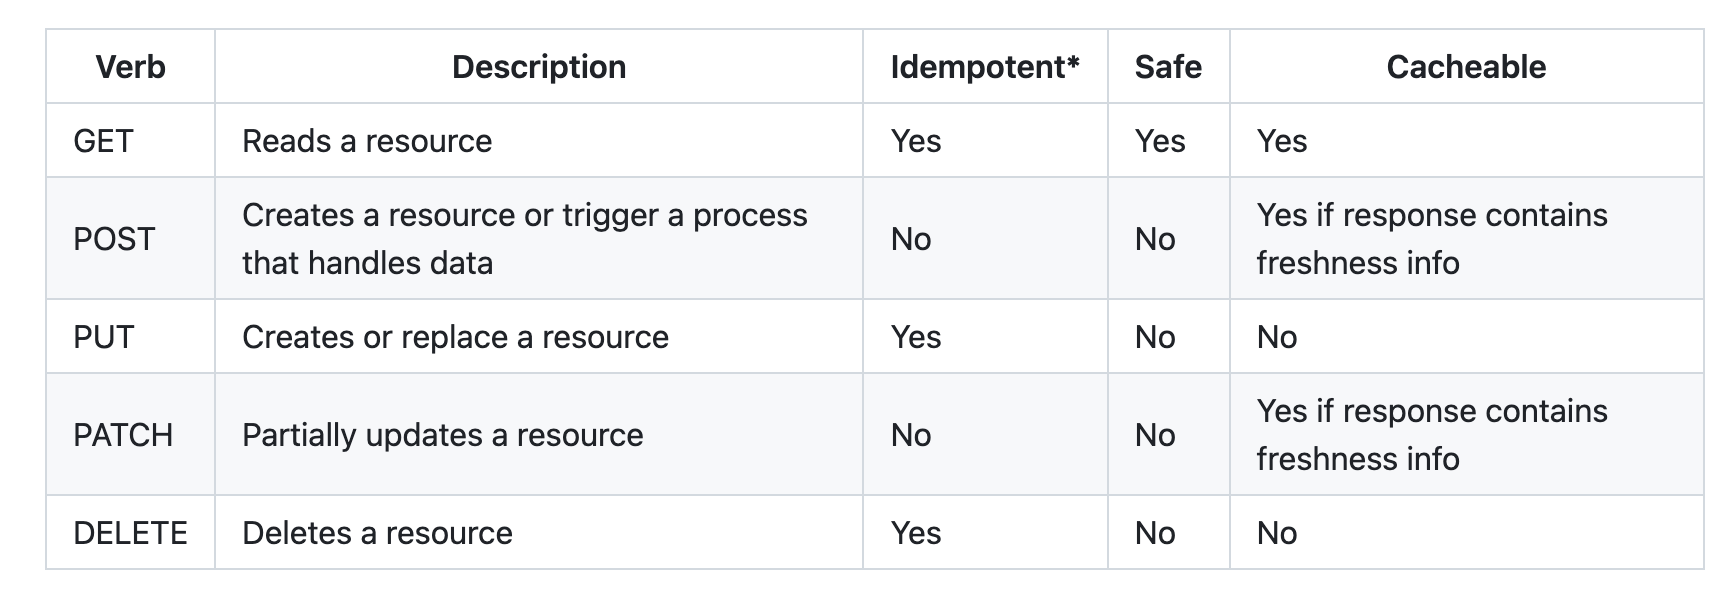 Verb Description Idempotent* Safe Cacheable
GET Reads a resource Yes Yes Yes
POST Creates a resource or trigger a process
that handles data No No Yes if response contains
freshness info
PUT Creates or replace a resource Yes No No
PATCH Partially updates a resource No No Yes if response contains
freshness info
DELETE Deletes a resource Yes No No